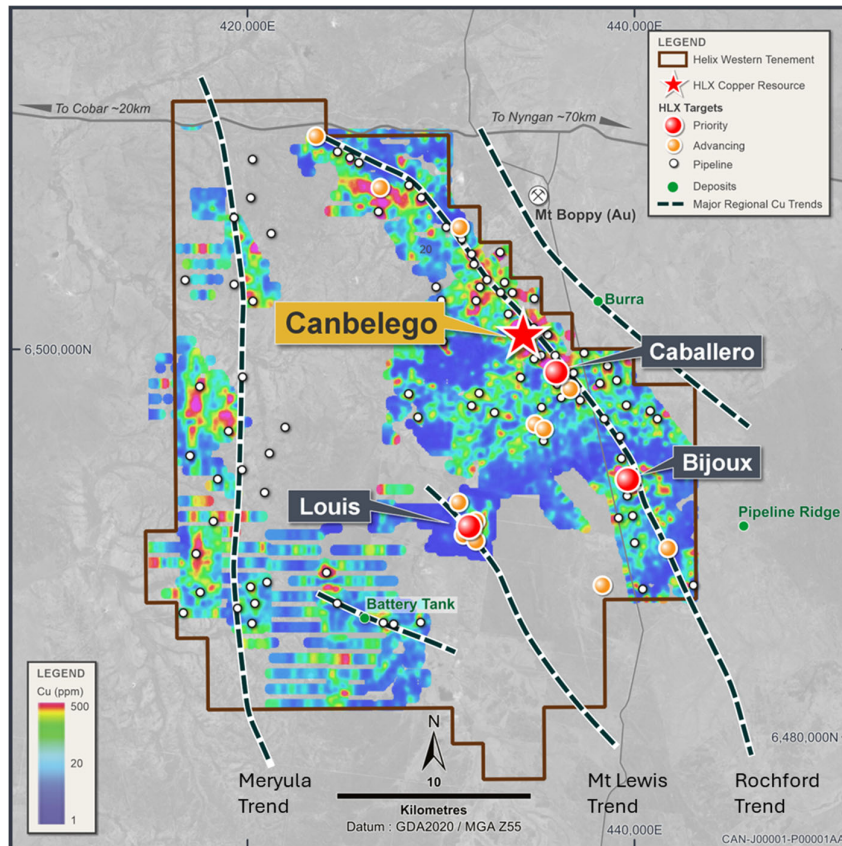 420,000E
440,000E
LEGEND
Helix Western Tenement
HLX Copper Resource
HLX Targets
Priority
Advancing
Pipeline
Deposits
Major Regional Cu Trends
To Cobar ~20km
To Nyngan ~70km
Mt Boppy (Au)
20
Burra
Canbelego
6,500,000N
Caballero
Bijoux
Louis
Pipeline Ridge
Battery Tank
LEGEND
Cu (ppm)
500
20
1
N
10
Kilometres
Datum : GDA2020 / MGA Z55
6,480,000N
Meryula
Trend
Mt Lewis
Trend
Rochford
Trend
440,000E
CAN-J00001-P00001AA